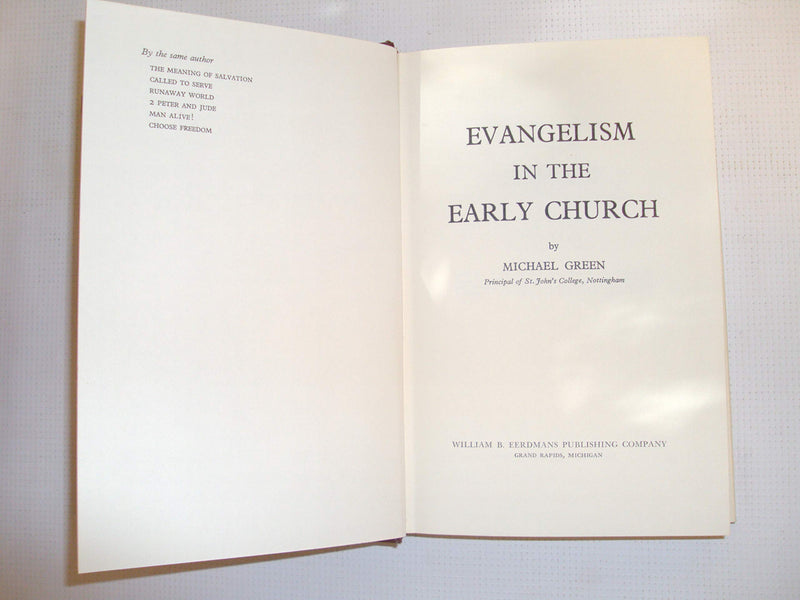 By the same author
THE MEANING OF SALVATION
CALLED TO SERVE
RUNAWAY WORLD
2 PETER AND JUDE
MAN ALIVE!
CHOOSE FREEDOM
EVANGELISM
IN THE
EARLY CHURCH
by
MICHAEL GREEN
Principal of St. John's College, Nottingham
WILLIAM B. EERDMANS PUBLISHING COMPANY
GRAND RAPIDS, MICHIGAN